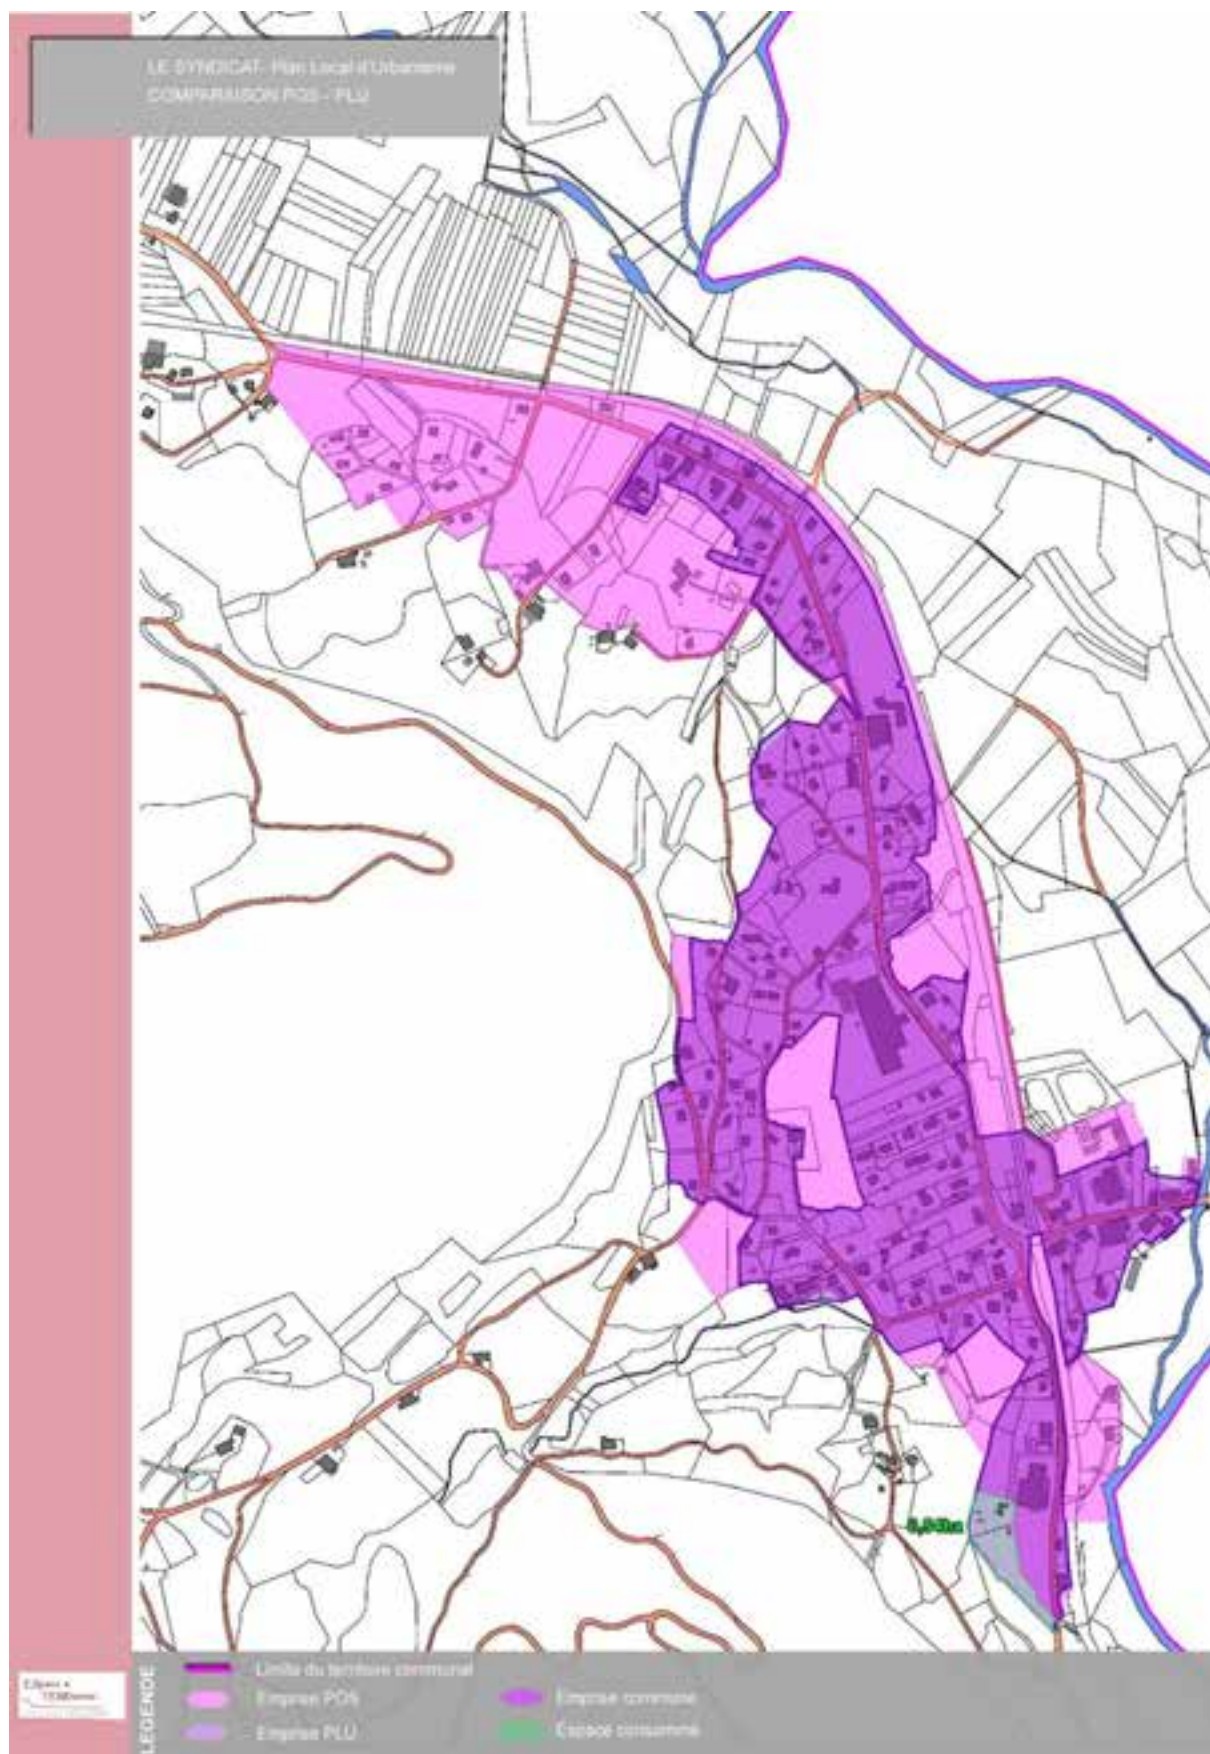 LE SYNDICAT- Plan Local d'Urbanisme
COMPARAISON POS - PLU
LEGENDE
Limite du territoire communal
Emprise POS
Emprise PLU
Emprise commune
Espace consommé